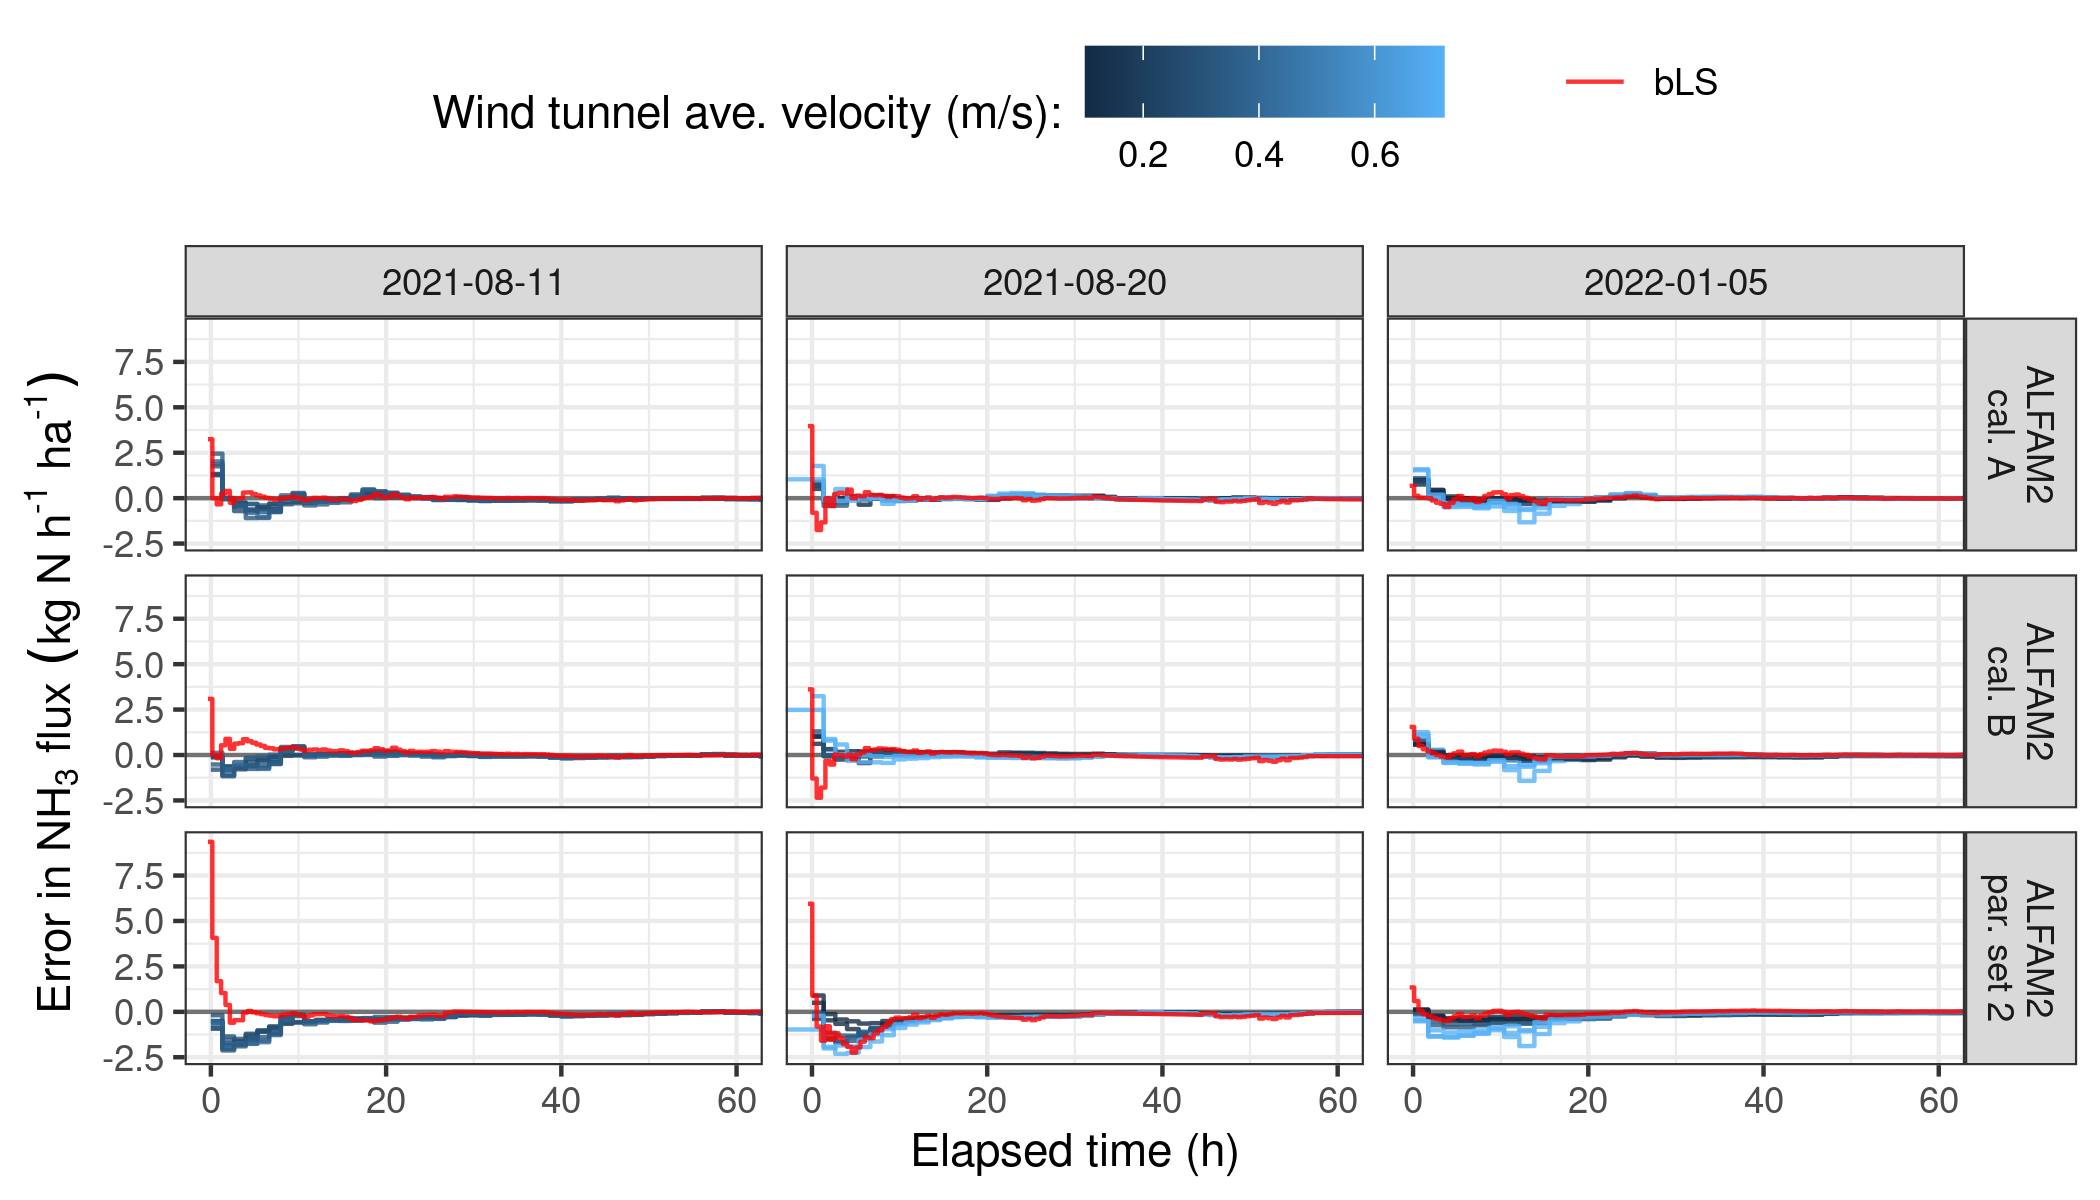 Wind tunnel ave. velocity (m/s):
0.2 0.4 0.6
bLS
2021-08-11 2021-08-20 2022-01-05
Error in NH3 flux (kg N h-1 ha-1)
7.5
5.0
2.5
0.0
-2.5
ALFAM2
cal. A
7.5
5.0
2.5
0.0
-2.5
ALFAM2
cal. B
7.5
5.0
2.5
0.0
-2.5
ALFAM2
par. set 2
0 20 40 60 0 20 40 60 0 20 40 60
Elapsed time (h)